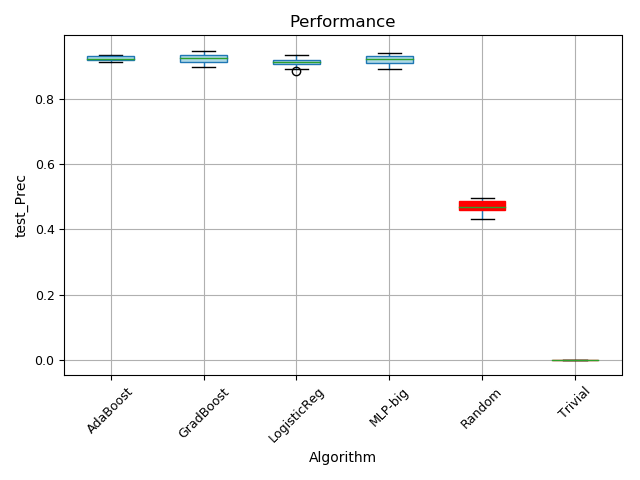 Performance
test_Prec
0.8
0.6
0.4
0.2
0.0
AdaBoost
GradBoost
LogisticReg
MLP-big
Random
Trivial
Algorithm